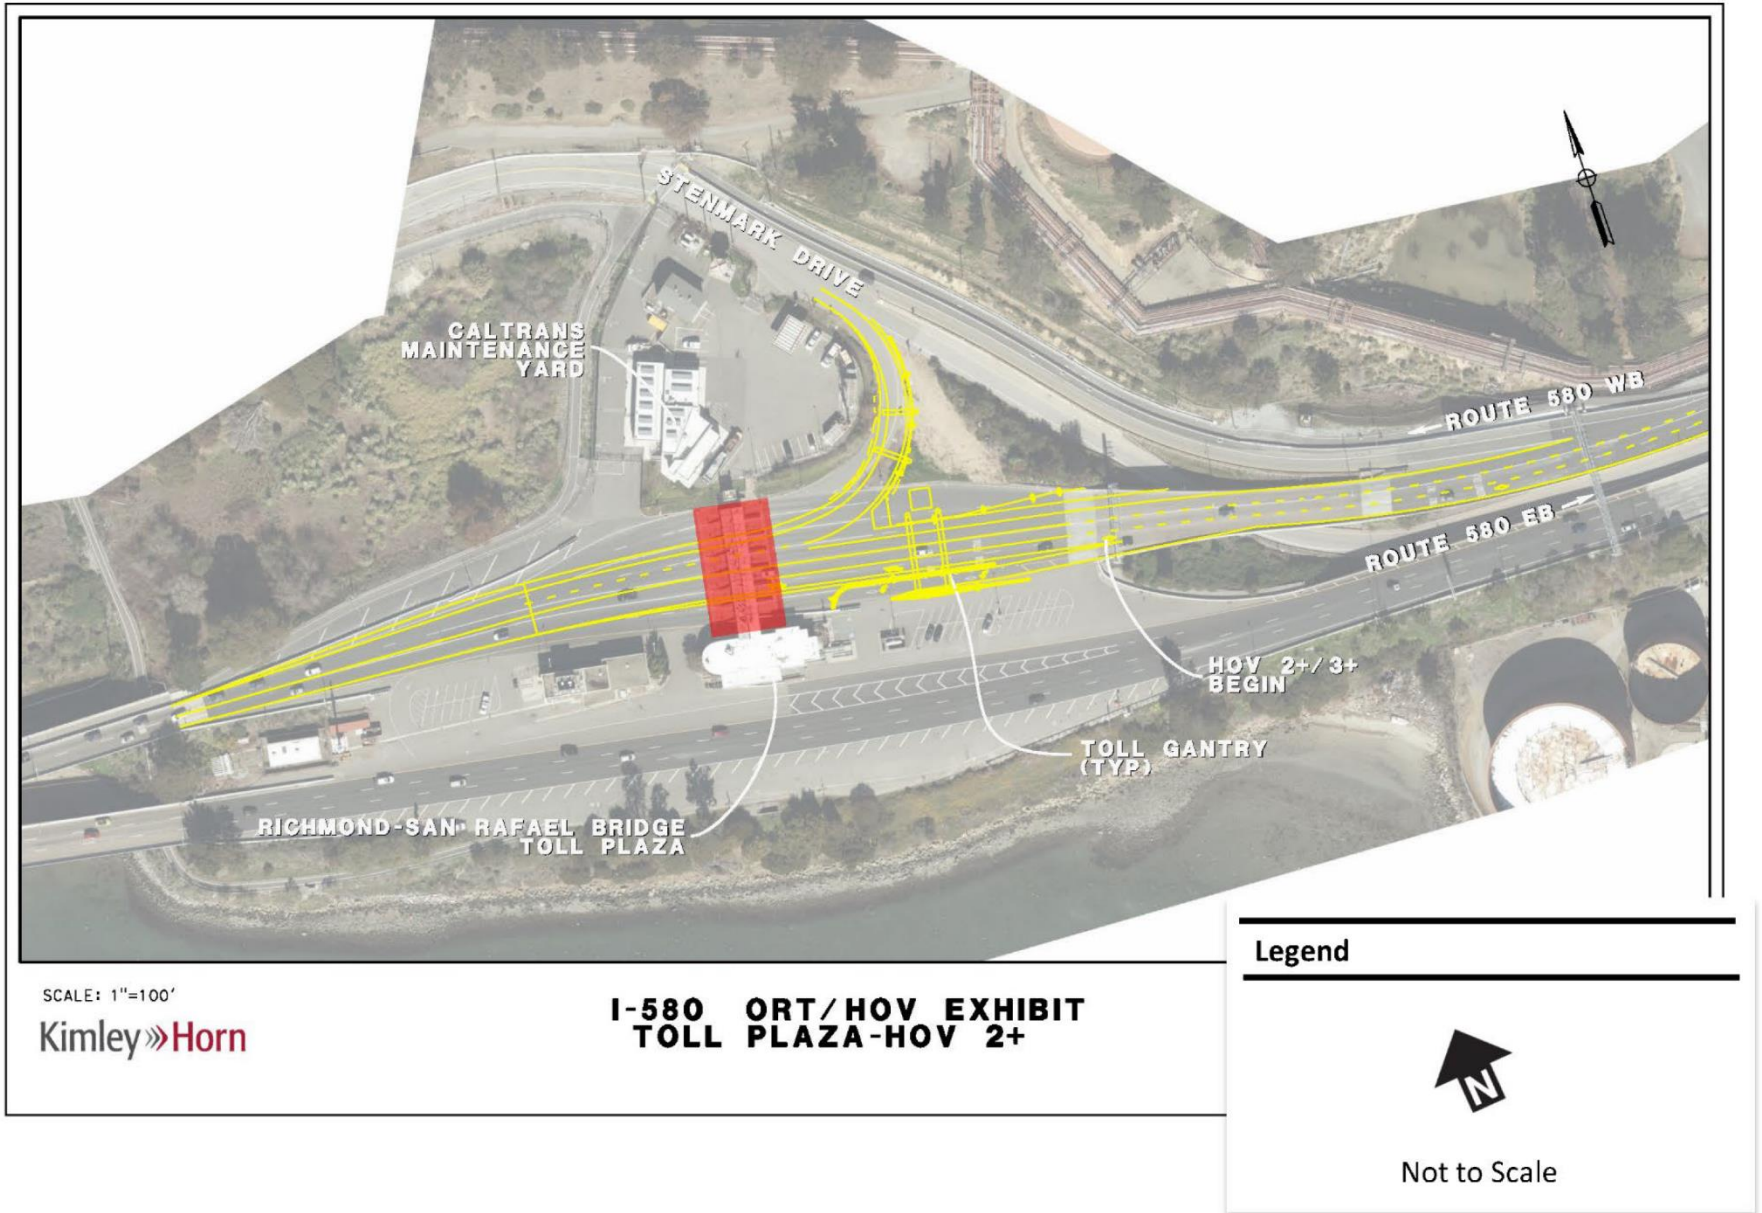 STENMARK DRIVE
CALTRANS
MAINTENANCE
YARD
ROUTE 580 WB
ROUTE 580 EB
HOV 2+/3+
BEGIN
TOLL GANTRY
(TYP)
RICHMOND-SAN RAFAEL BRIDGE
TOLL PLAZA
SCALE: 1"=100'
Kimley»Horn
I-580 ORT/HOV EXHIBIT
TOLL PLAZA-HOV 2+
Legend
N
Not to Scale